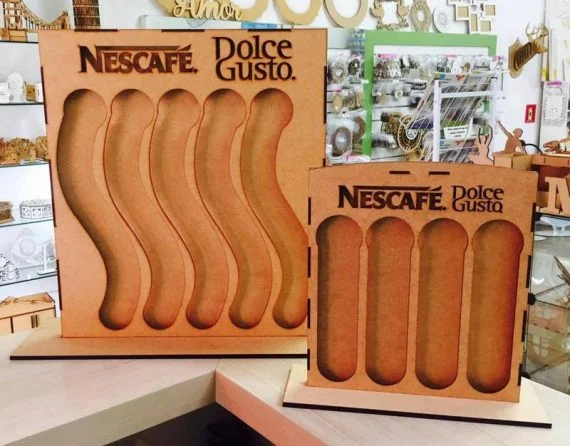 Amor
NESCAFÉ. Dolce
Gusto.
NESCAFÉ. Dolce
Gusto